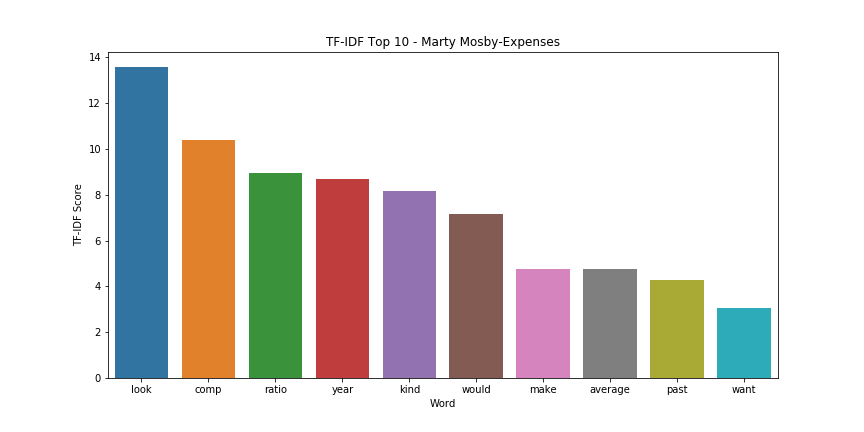 TF-IDF Top 10 - Marty Mosby-Expenses
TF-IDF Score
14
12
10
8
6
4
2
0
look comp ratio year kind would make average past want
Word